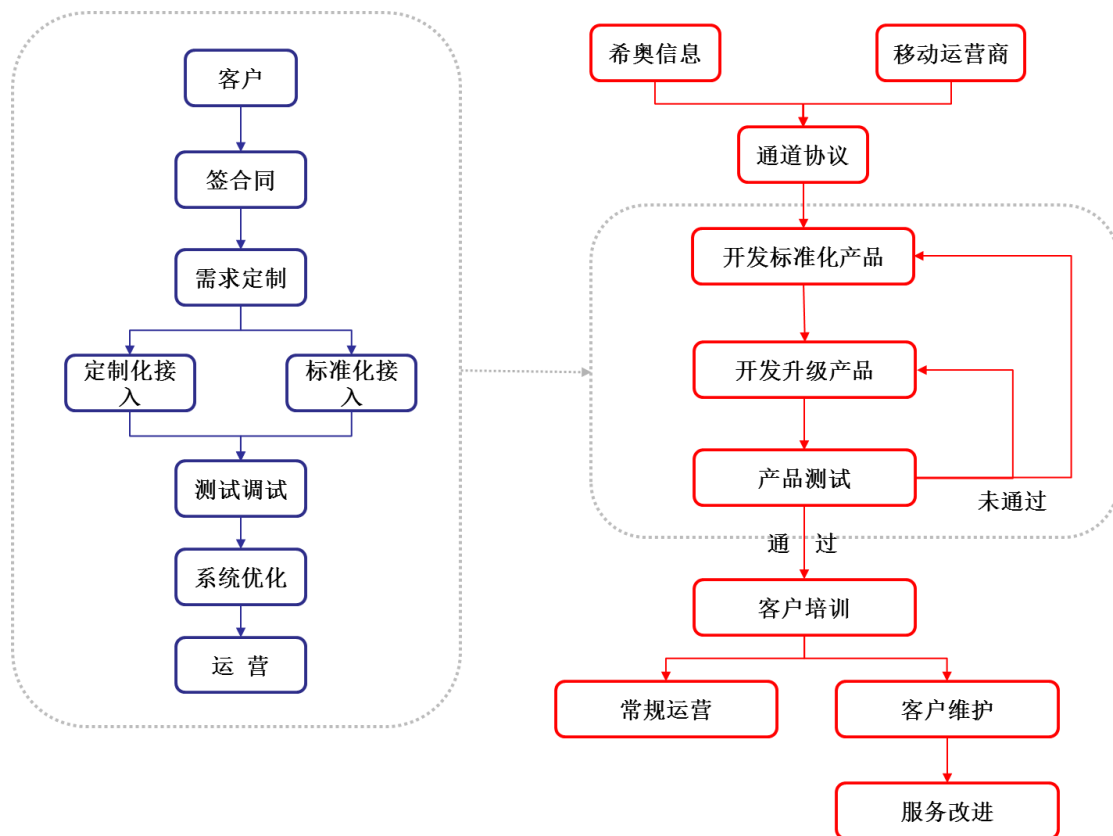 客户
签合同
需求定制
定制化接
入
标准化接
入
测试调试
系统优化
运 营
希奥信息
移动运营商
通道协议
开发标准化产品
开发升级产品
产品测试
未通过
通 过
客户培训
常规运营
客户维护
服务改进